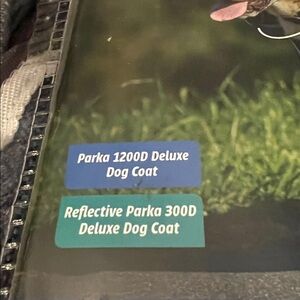 Parka 1200D Deluxe
Dog Coat
Reflective Parka 300D
Deluxe Dog Coat